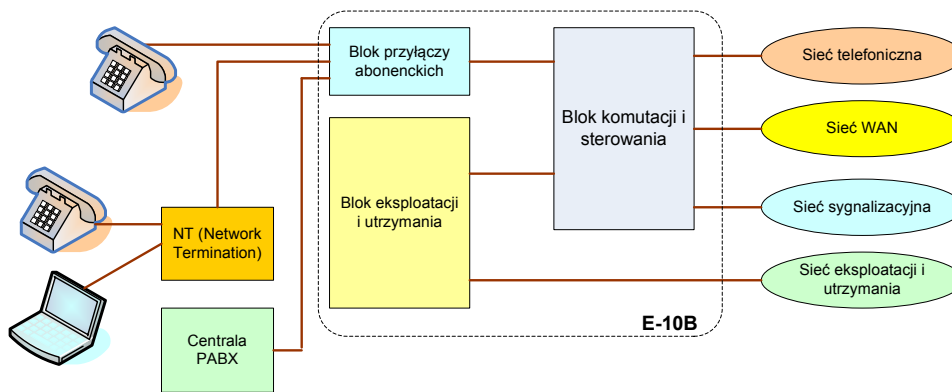 Blok przyłączy
abonenckich
Blok komutacji i
sterowania
Sieć telefoniczna
Sieć WAN
Blok eksploatacji
i utrzymania
Sieć sygnalizacyjna
NT (Network
Termination)
Sieć eksploatacji i
utrzymania
E-10B
Centrala
PABX